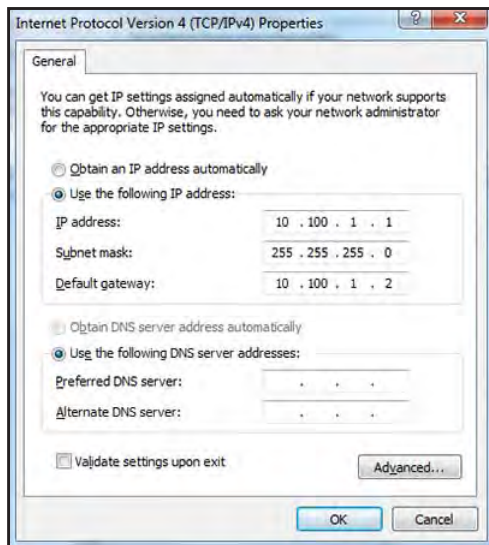 Internet Protocol Version 4 (TCP/IPv4) Properties
General
You can get IP settings assigned automatically if your network supports
this capability. Otherwise, you need to ask your network administrator
for the appropriate IP settings.
Obtain an IP address automatically
Use the following IP address:
IP address: 10 . 100 . 1 . 1
Subnet mask: 255 . 255 . 255 . 0
Default gateway: 10 . 100 . 1 . 2
Obtain DNS server address automatically
Use the following DNS server addresses:
Preferred DNS server: . . .
Alternate DNS server: . . .
Validate settings upon exit
Advanced...
OK Cancel